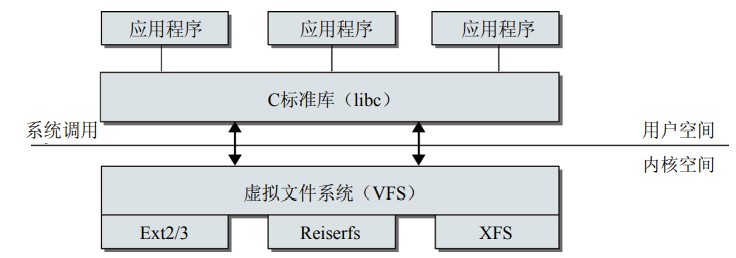 应用程序 应用程序 应用程序
C标准库（libc）
系统调用 用户空间
内核空间
虚拟文件系统（VFS）
Ext2/3 Reiserfs XFS